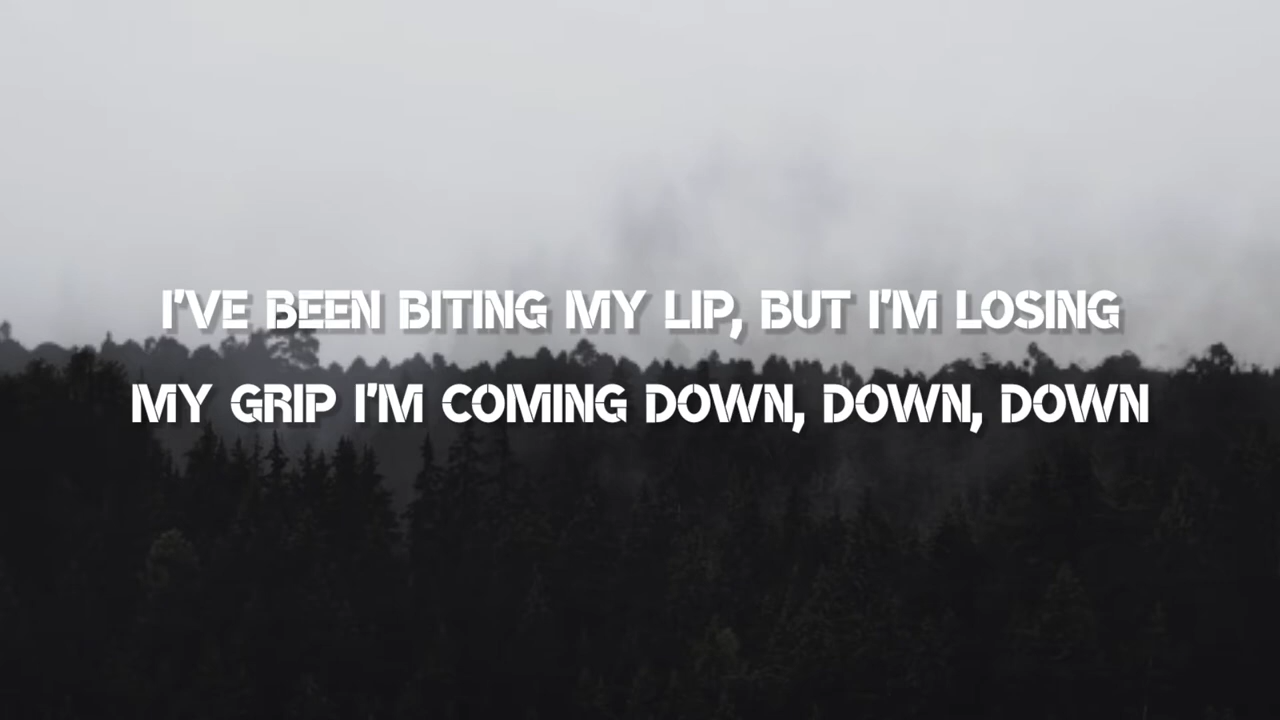 I'VE BEEN BITING MY LIP, BUT I'M LOSING
MY GRIP I'M COMING DOWN, DOWN, DOWN